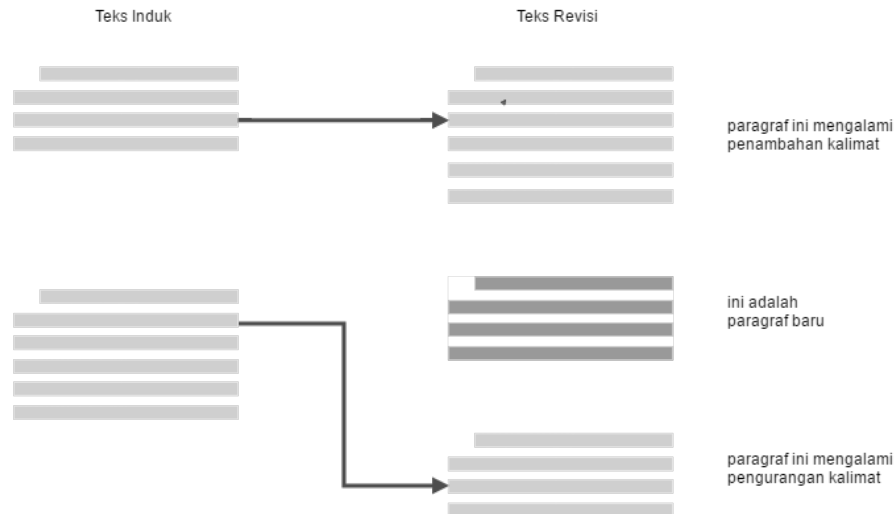 Teks Induk
Teks Revisi
paragraf ini mengalami
penambahan kalimat
ini adalah
paragraf baru
paragraf ini mengalami
pengurangan kalimat